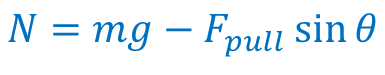 N = mg − F_pull sin θ